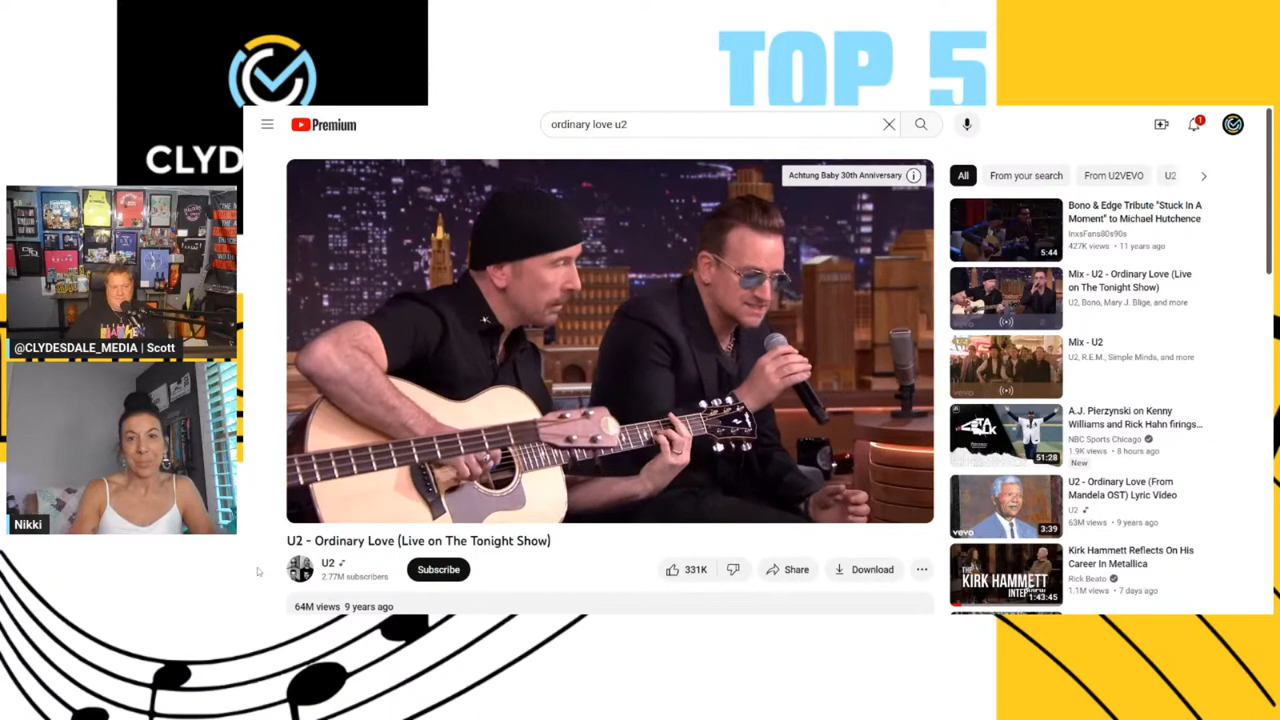 TOP 5
CLYD
Premium
ordinary love u2
1
Achtung Baby 30th Anniversary
U2 - Ordinary Love (Live on The Tonight Show)
U2
2.77M subscribers
Subscribe
331K
Share
Download
64M views 9 years ago
All
From your search
From U2VEVO
U2
Bono & Edge Tribute "Stuck In A
Moment" to Michael Hutchence
InxsFans80s90s
427K views • 11 years ago
5:44
Mix - U2 - Ordinary Love (Live
on The Tonight Show)
U2, Bono, Mary J. Blige, and more
vevo
Mix - U2
U2, R.E.M., Simple Minds, and more
vevo
A.J. Pierzynski on Kenny
Williams and Rick Hahn firings...
NBC Sports Chicago
1.9K views • 8 hours ago
New
51:28
U2 - Ordinary Love (From
Mandela OST) Lyric Video
U2
63M views • 9 years ago
vevo
3:39
Kirk Hammett Reflects On His
Career In Metallica
Rick Beato
1.1M views • 7 days ago
THE
KIRK HAMMETT
1:43:45
@CLYDESDALE_MEDIA | Scott
Nikki